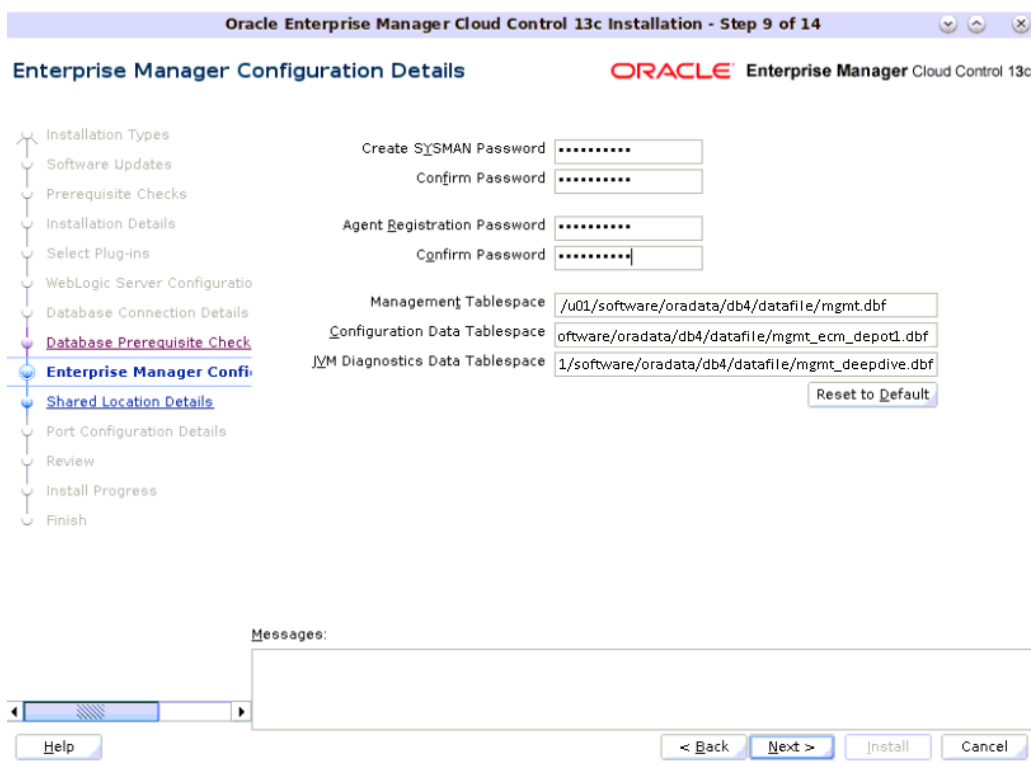 Oracle Enterprise Manager Cloud Control 13c Installation - Step 9 of 14
Enterprise Manager Configuration Details
ORACLE Enterprise Manager Cloud Control 13c
Installation Types
Software Updates
Prerequisite Checks
Installation Details
Select Plug-ins
WebLogic Server Configuratio
Database Connection Details
Database Prerequisite Check
Enterprise Manager Confi
Shared Location Details
Port Configuration Details
Review
Install Progress
Finish
Create SYSMAN Password ••••••••••
Confirm Password ••••••••••
Agent Registration Password ••••••••••
Confirm Password ••••••••••
Management Tablespace /u01/software/oradata/db4/datafile/mgmt.dbf
Configuration Data Tablespace oftware/oradata/db4/datafile/mgmt_ecm_depot1.dbf
JVM Diagnostics Data Tablespace 1/software/oradata/db4/datafile/mgmt_deepdive.dbf
Reset to Default
Messages:
Help
< Back
Next >
Install
Cancel